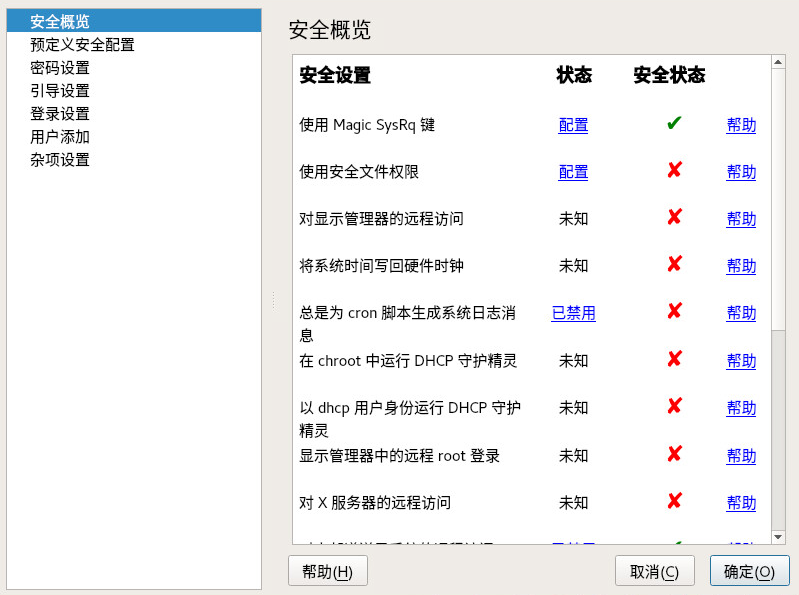 安全概览
预定义安全配置
密码设置
引导设置
登录设置
用户添加
杂项设置
安全概览
安全设置 状态 安全状态
使用 Magic SysRq 键 配置 ✔ 帮助
使用安全文件权限 配置 ✘ 帮助
对显示管理器的远程访问 未知 ✘ 帮助
将系统时间写回硬件时钟 未知 ✘ 帮助
总是为 cron 脚本生成系统日志消 已禁用 ✘ 帮助
息
在 chroot 中运行 DHCP 守护精灵 未知 ✘ 帮助
以 dhcp 用户身份运行 DHCP 守护 未知 ✘ 帮助
精灵
显示管理器中的远程 root 登录 未知 ✘ 帮助
对 X 服务器的远程访问 未知 ✘ 帮助
帮助(H) 取消(C) 确定(O)